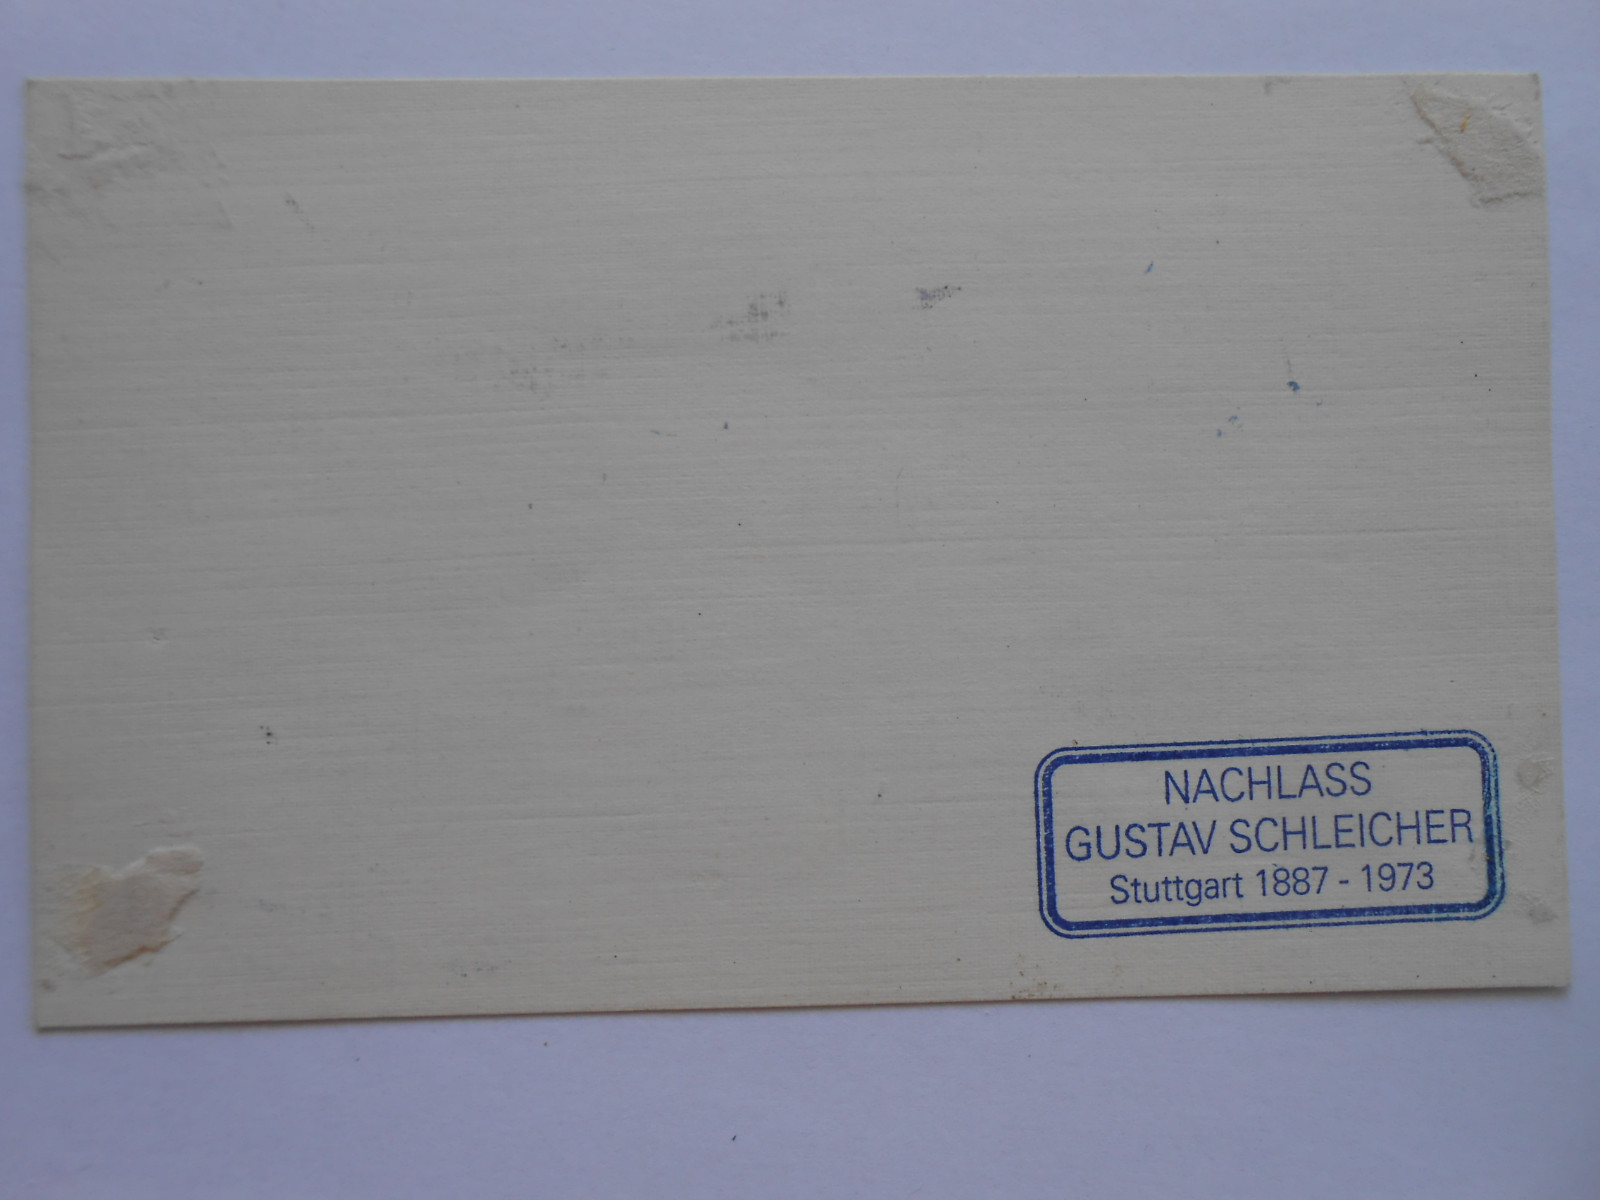 NACHLASS
GUSTAV SCHLEICHER
Stuttgart 1887 - 1973